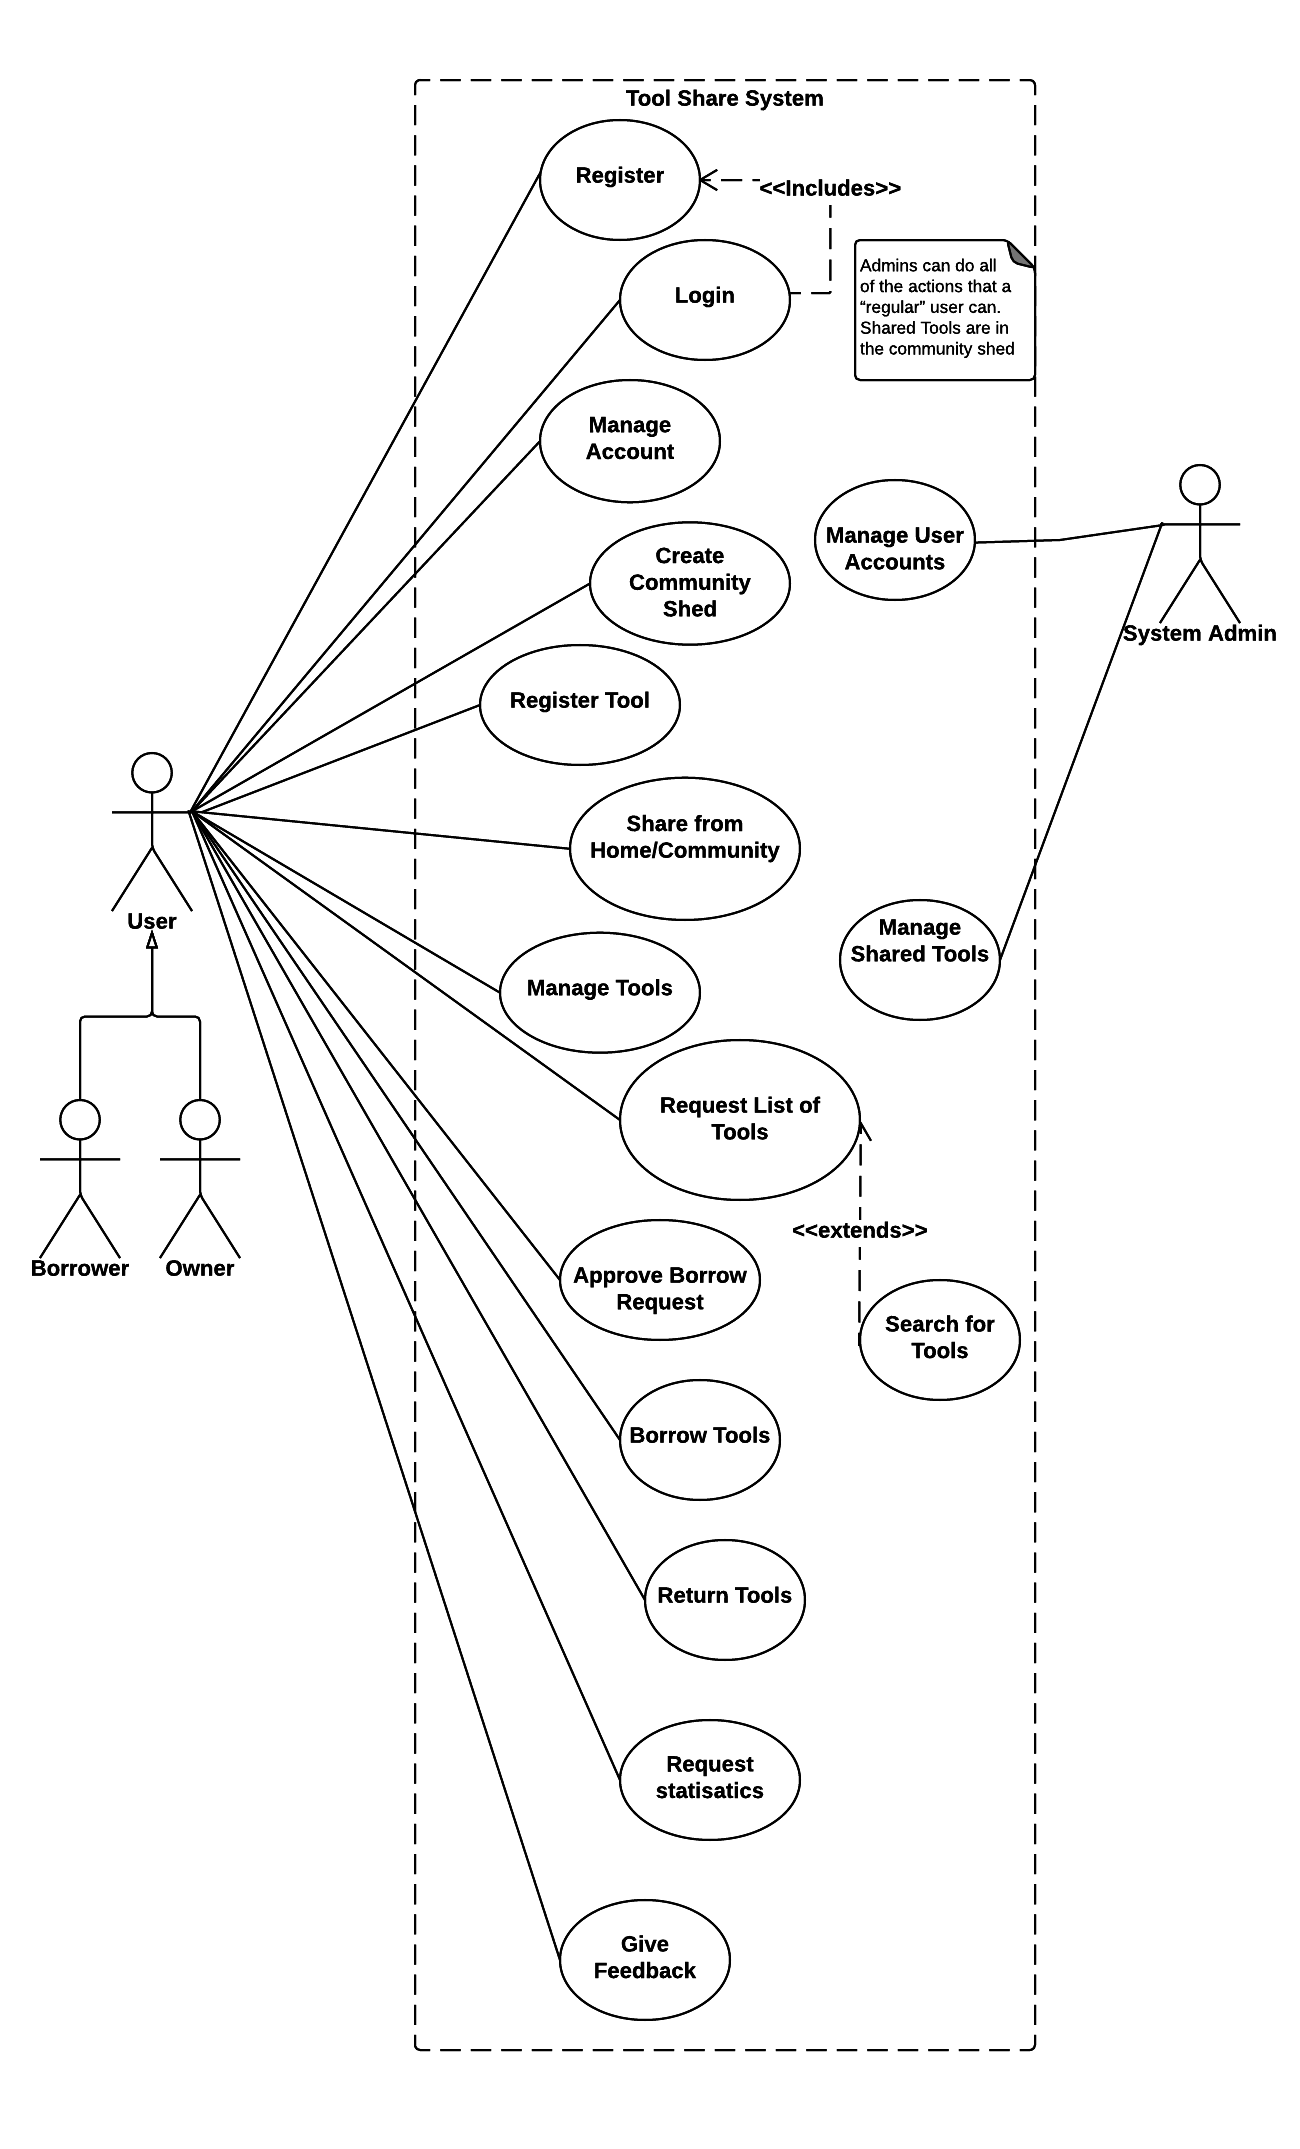 Tool Share System
Register
<<Includes>>
Login
Admins can do all
of the actions that a
“regular” user can.
Shared Tools are in
the community shed
Manage
Account
Manage User
Accounts
System Admin
Create
Community
Shed
Register Tool
Share from
Home/Community
User
Manage
Shared Tools
Manage Tools
Request List of
Tools
<<extends>>
Borrower
Owner
Approve Borrow
Request
Search for
Tools
Borrow Tools
Return Tools
Request
statisatics
Give
Feedback